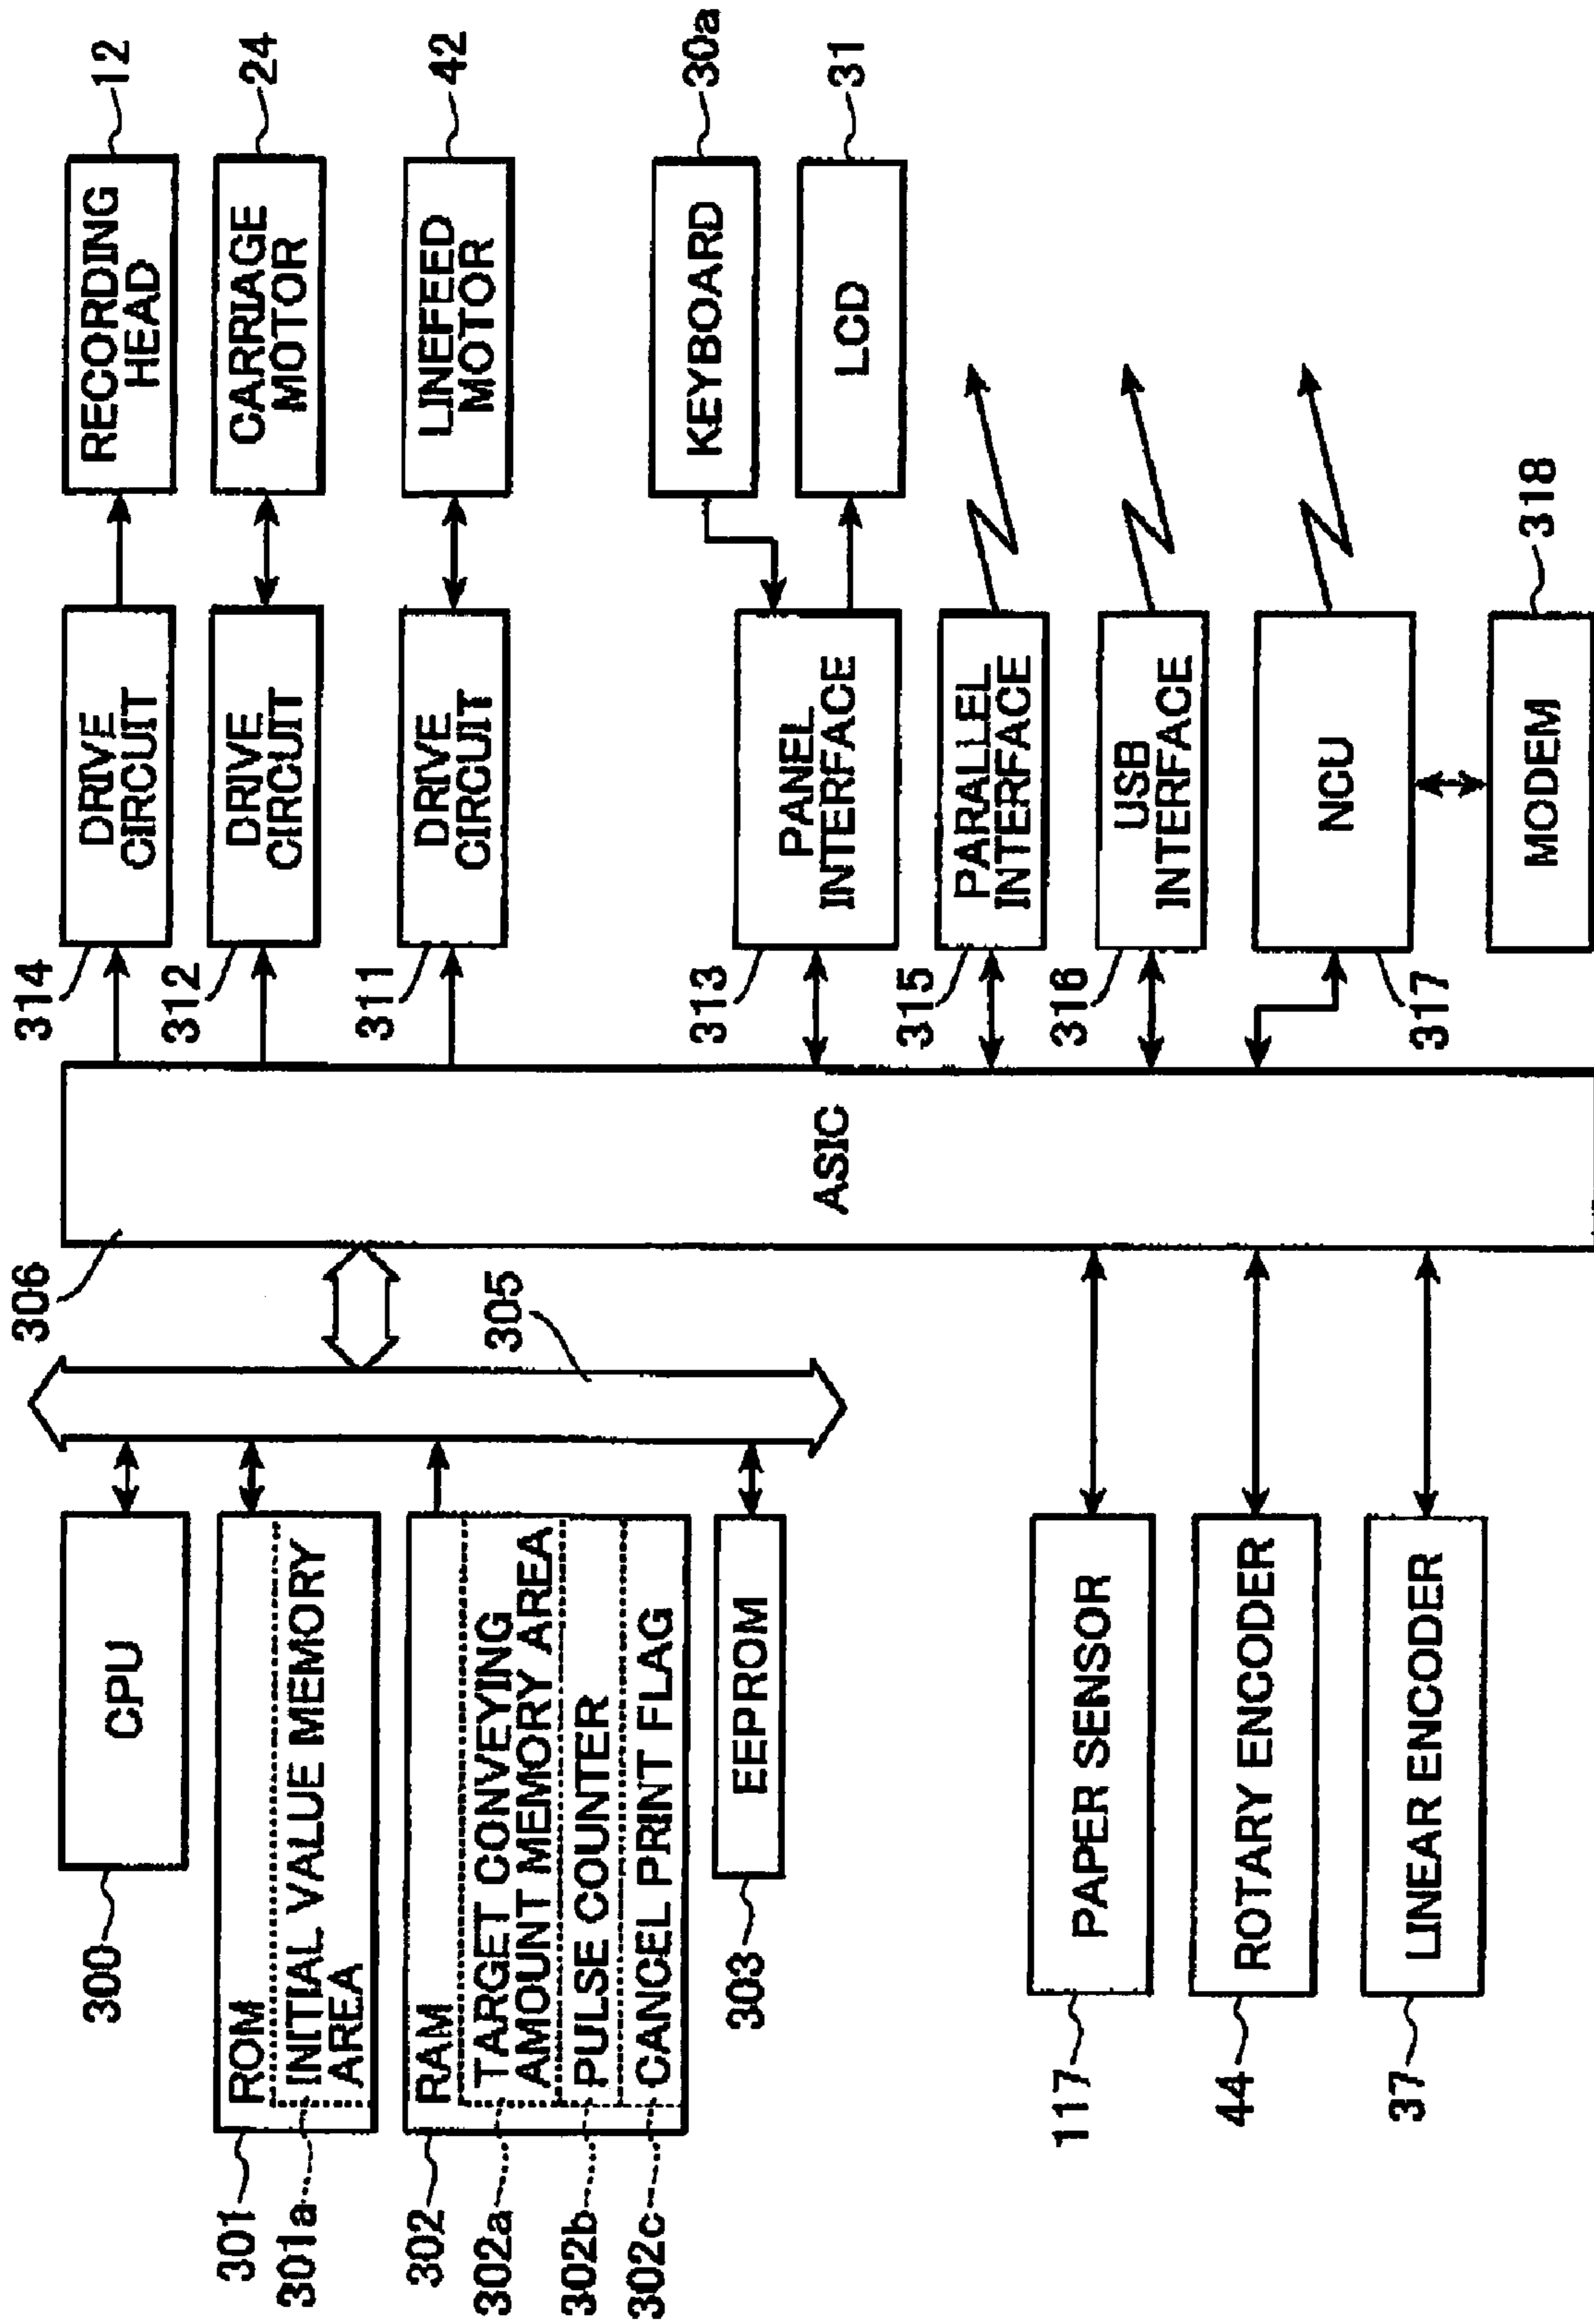 300
CPU
301
ROM
301a
INITIAL VALUE MEMORY
AREA
302
RAM
302a
TARGET CONVEYING
AMOUNT MEMORY AREA
302b
PULSE COUNTER
302c
CANCEL PRINT FLAG
303
EEPROM
117
PAPER SENSOR
44
ROTARY ENCODER
37
LINEAR ENCODER
305
306
ASIC
314
DRIVE
CIRCUIT
RECORDING
HEAD
12
312
DRIVE
CIRCUIT
CARRIAGE
MOTOR
24
311
DRIVE
CIRCUIT
LINEFEED
MOTOR
42
313
PANEL
INTERFACE
KEYBOARD
30a
LCD
31
315
PARALLEL
INTERFACE
316
USB
INTERFACE
317
NCU
MODEM
318